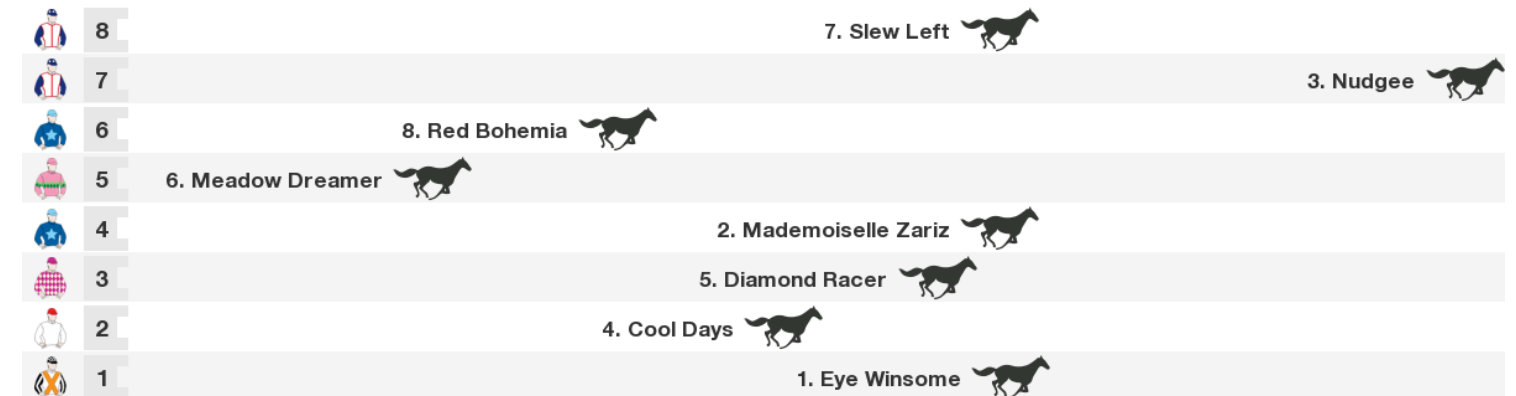 8 7. Slew Left
7 3. Nudgee
6 8. Red Bohemia
5 6. Meadow Dreamer
4 2. Mademoiselle Zariz
3 5. Diamond Racer
2 4. Cool Days
1 1. Eye Winsome